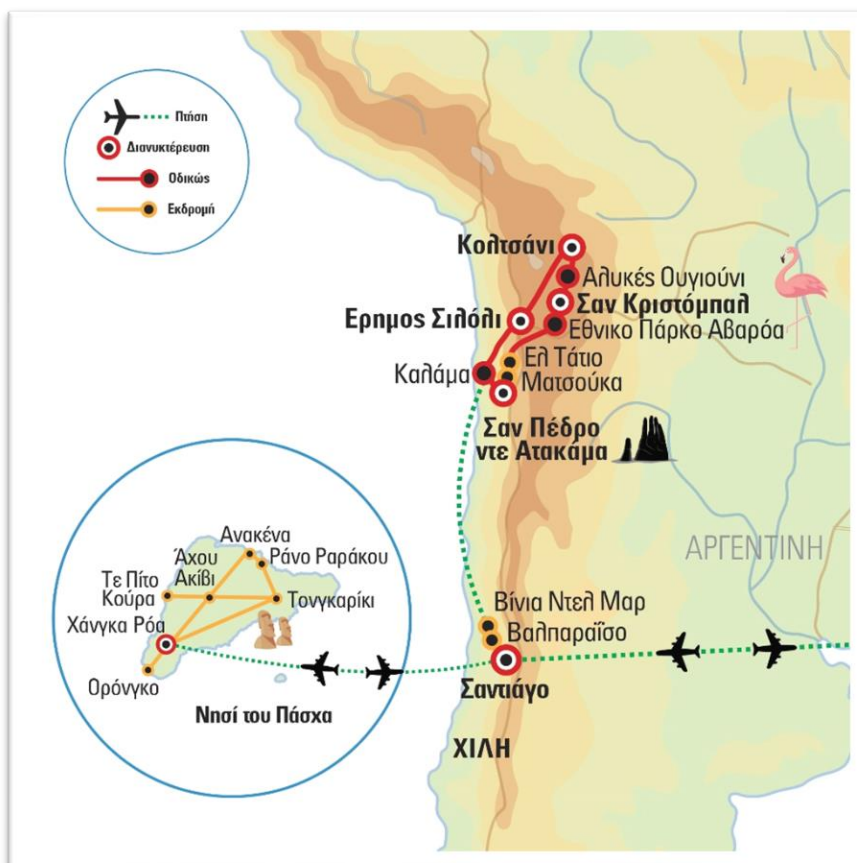 Πτήση
Διανυκτέρευση
Οδικώς
Εκδρομή
Κολτσάνι
Αλυκές Ουγιούνι
Σαν Κριστόμπαλ
Ερημος Σιλόλι
Εθνικο Πάρκο Αβαρόα
Ελ Τάτιο
Καλάμα
Ματσούκα
Σαν Πέδρο
ντε Ατακάμα
ΑΡΓΕΝΤΙΝΗ
Ανακένα
Άχου
Ακίβι
Ράνο Ραράκου
Τε Πίτο
Κούρα
Τονγκαρίκι
Χάνγκα Ρόα
Ορόνγκο
Νησί του Πάσχα
Βίνια Ντελ Μαρ
Βαλπαραΐσο
Σαντιάγο
ΧΙΛΗ